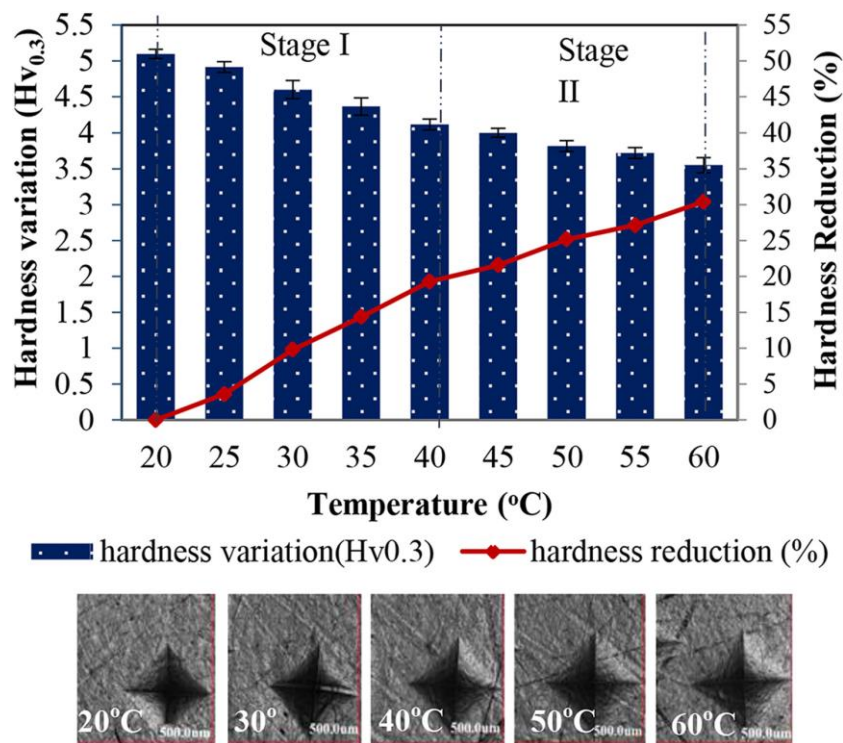 Hardness variation (Hv0.3)
5.5
5
4.5
4
3.5
3
2.5
2
1.5
1
0.5
0
Stage I
Stage
II
55
50
45
40
35
30
25
20
15
10
5
0
Hardness Reduction (%)
20 25 30 35 40 45 50 55 60
Temperature (°C)
hardness variation(Hv0.3) hardness reduction (%)
20°C 500.0um
30° 500.0um
40°C 500.0um
50°C 500.0um
60°C 500.0um